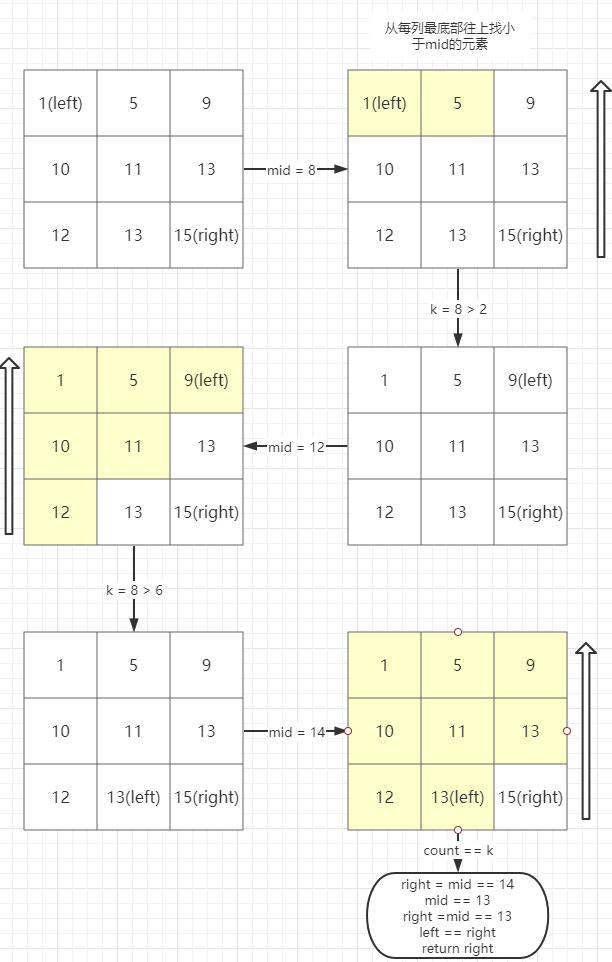 从每列最底部往上找小
于mid的元素
1(left) 5 9
10 11 13
12 13 15(right)
mid = 8
1(left) 5 9
10 11 13
12 13 15(right)
k = 8 > 2
1 5 9(left)
10 11 13
12 13 15(right)
mid = 12
1 5 9(left)
10 11 13
12 13 15(right)
k = 8 > 6
1 5 9
10 11 13
12 13(left) 15(right)
mid = 14
1 5 9
10 11 13
12 13(left) 15(right)
count == k
right = mid == 14
mid == 13
right =mid == 13
left == right
return right